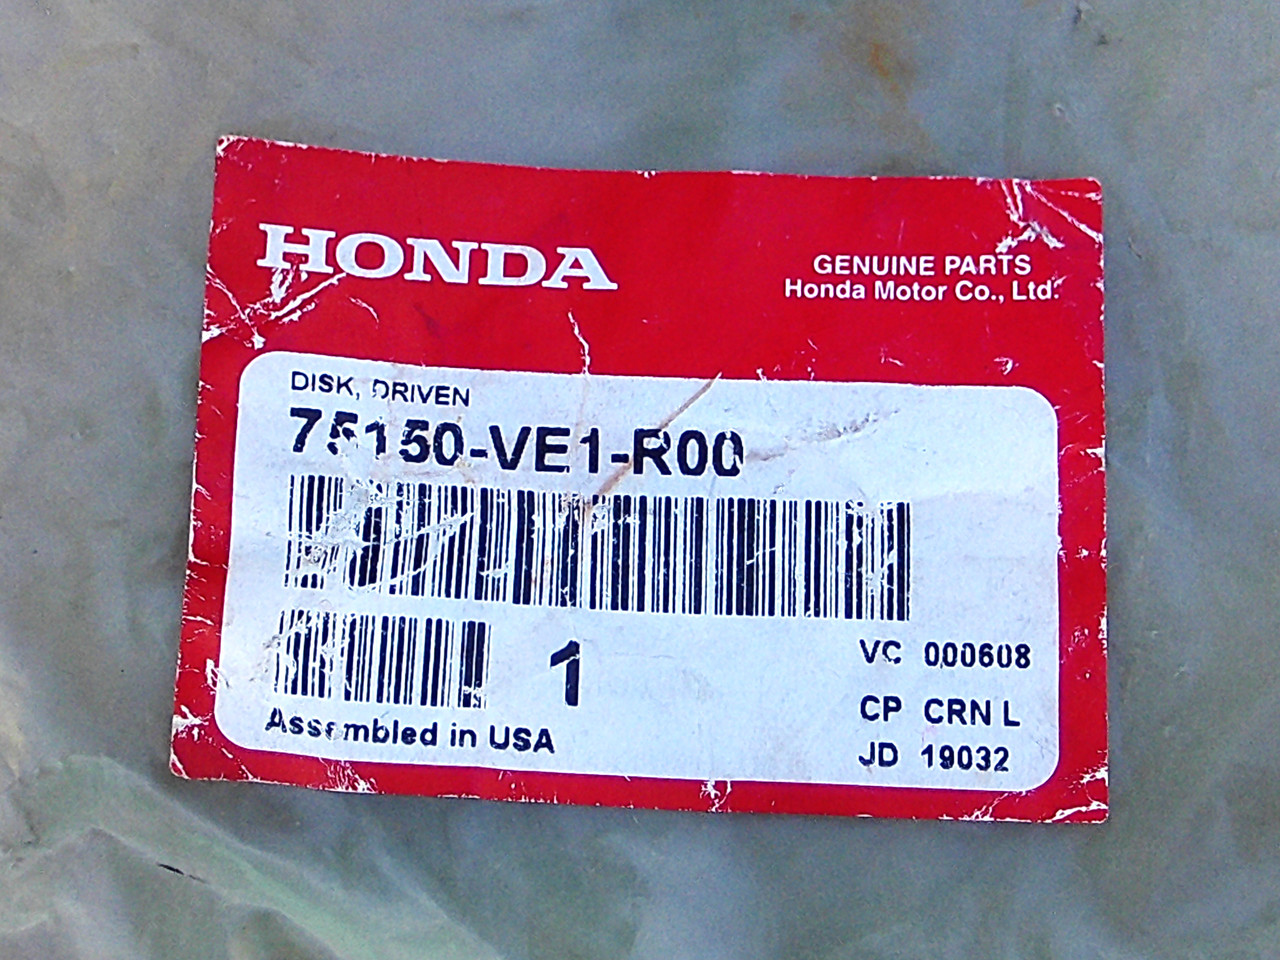 HONDA
GENUINE PARTS
Honda Motor Co., Ltd.
DISK, DRIVEN
75150-VE1-R00
1
VC 000608
CP CRN L
JD 19032
Assembled in USA